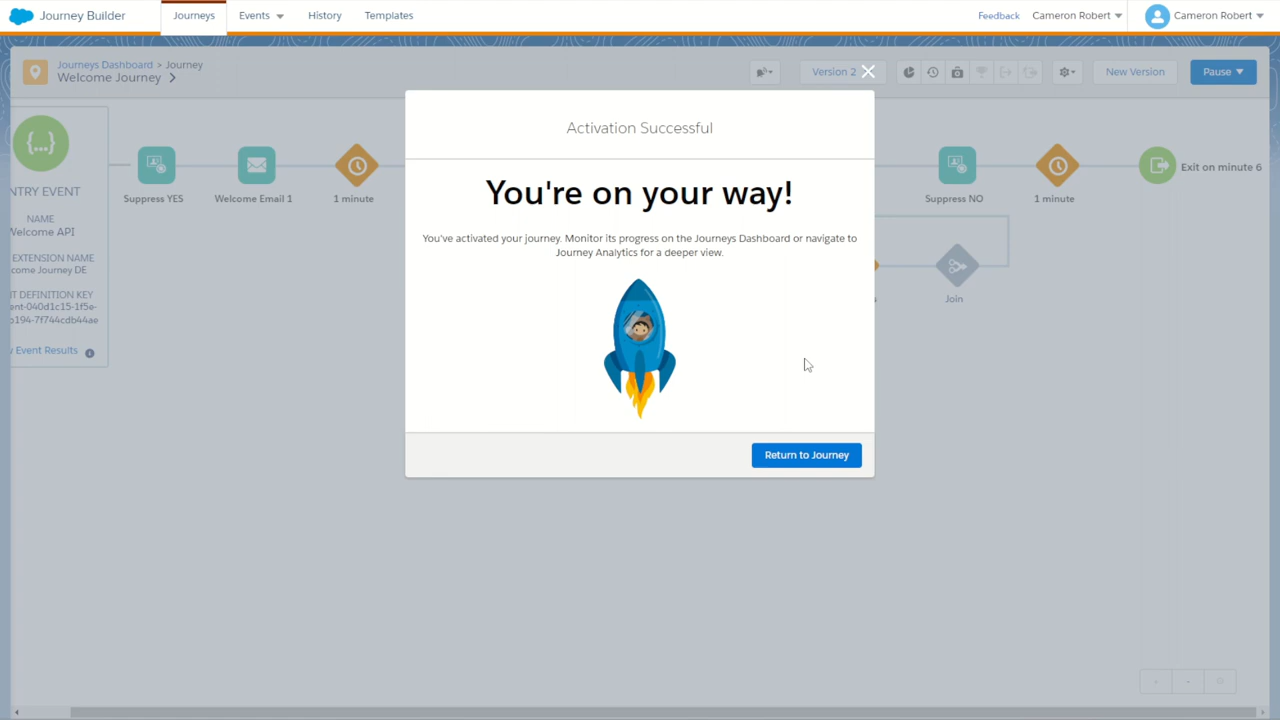 Journey Builder
Journeys
Events
History
Templates
Feedback
Cameron Robert
Cameron Robert
Journeys Dashboard > Journey
Welcome Journey
Version 2
New Version
Pause
Activation Successful
You're on your way!
You've activated your journey. Monitor its progress on the Journeys Dashboard or navigate to
Journey Analytics for a deeper view.
Return to Journey
{...}
NTRY EVENT
NAME
Welcome API
EXTENSION NAME
come Journey DE
T DEFINITION KEY
ent-040d1c15-1f5e-
b194-7f744cdb44ae
Event Results
Suppress YES
Welcome Email 1
1 minute
Suppress NO
1 minute
Exit on minute 6
Join